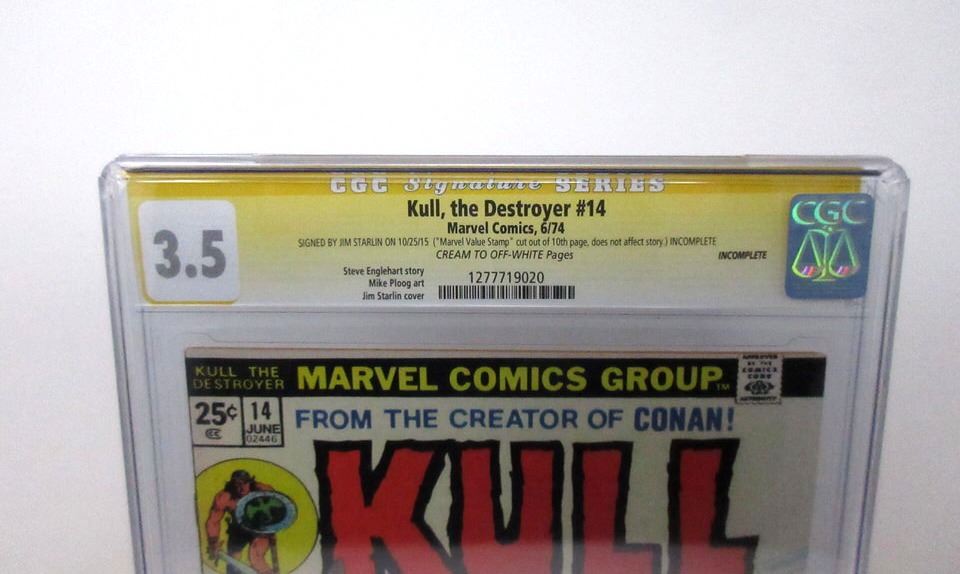 CGC Signature SERIES
Kull, the Destroyer #14
Marvel Comics, 6/74
SIGNED BY JIM STARLIN ON 10/25/15 ("Marvel Value Stamp" cut out of 10th page, does not affect story.) INCOMPLETE
CREAM TO OFF-WHITE Pages
INCOMPLETE
3.5
CGC
Steve Englehart story
Mike Ploog art
Jim Starlin cover
1277719020
KULL THE
DESTROYER
MARVEL COMICS GROUP™
APPROVED
BY THE
COMICS
CODE
AUTHORITY
25¢
CC
14
JUNE
02446
FROM THE CREATOR OF CONAN!
KULL